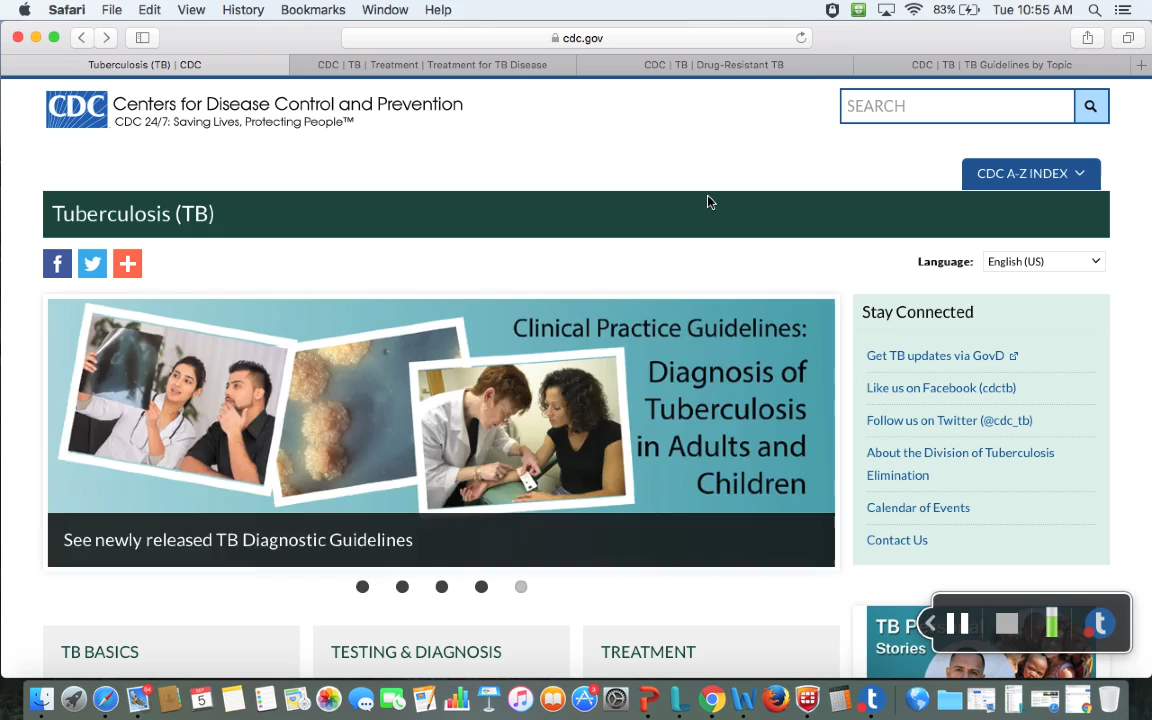 Safari File Edit View History Bookmarks Window Help 83% Tue 10:55 AM
cdc.gov
Tuberculosis (TB) | CDC
CDC | TB | Treatment | Treatment for TB Disease
CDC | TB | Drug-Resistant TB
CDC | TB | TB Guidelines by Topic
CDC Centers for Disease Control and Prevention
CDC 24/7: Saving Lives, Protecting People™
SEARCH
CDC A-Z INDEX
Tuberculosis (TB)
Language: English (US)
Clinical Practice Guidelines:
Diagnosis of
Tuberculosis
in Adults and
Children
See newly released TB Diagnostic Guidelines
Stay Connected
Get TB updates via GovD
Like us on Facebook (cdctb)
Follow us on Twitter (@cdc_tb)
About the Division of Tuberculosis
Elimination
Calendar of Events
Contact Us
TB BASICS
TESTING & DIAGNOSIS
TREATMENT
TB P
Stories
5